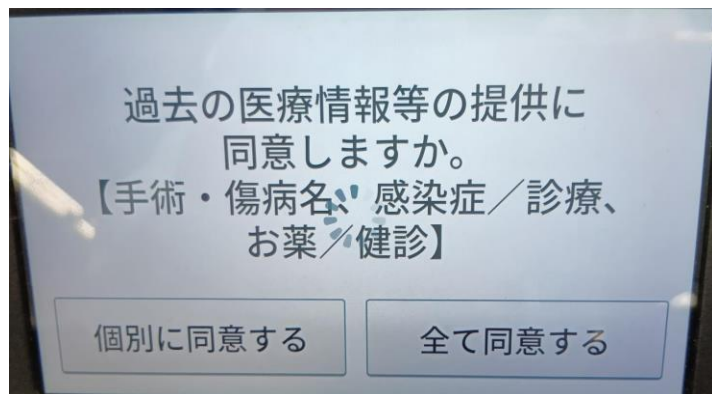 過去の医療情報等の提供に
同意しますか。
【手術・傷病名、感染症／診療、
お薬／健診】
個別に同意する
全て同意する